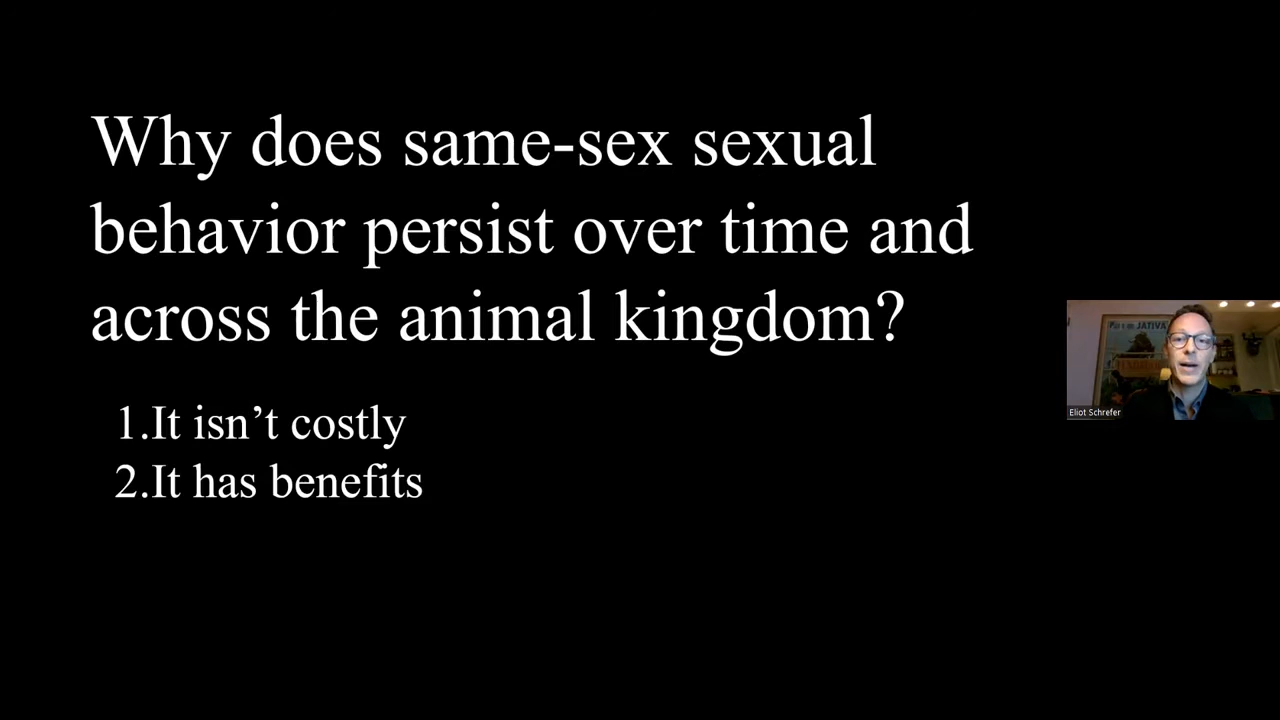 Why does same-sex sexual
behavior persist over time and
across the animal kingdom?
1.It isn’t costly
2.It has benefits
JATIVA
Eliot Schrefer